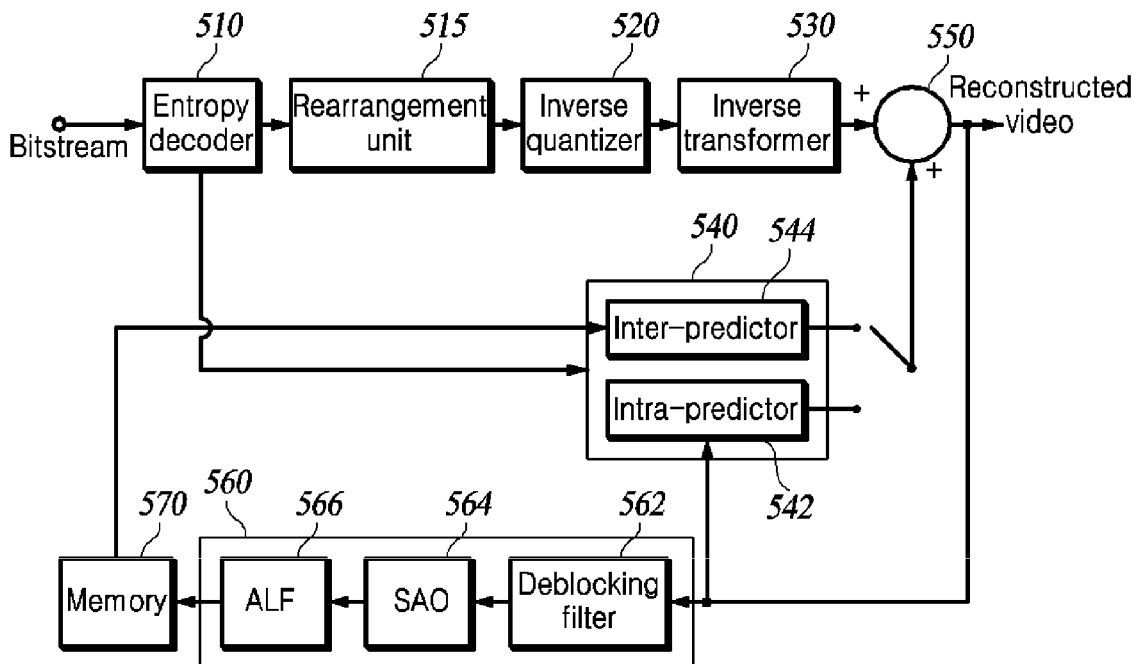 510
515
520
530
550
Bitstream
Entropy
decoder
Rearrangement
unit
Inverse
quantizer
Inverse
transformer
+
+
Reconstructed
video
540
544
Inter-predictor
Intra-predictor
542
560
570
566
564
562
Memory
ALF
SAO
Deblocking
filter